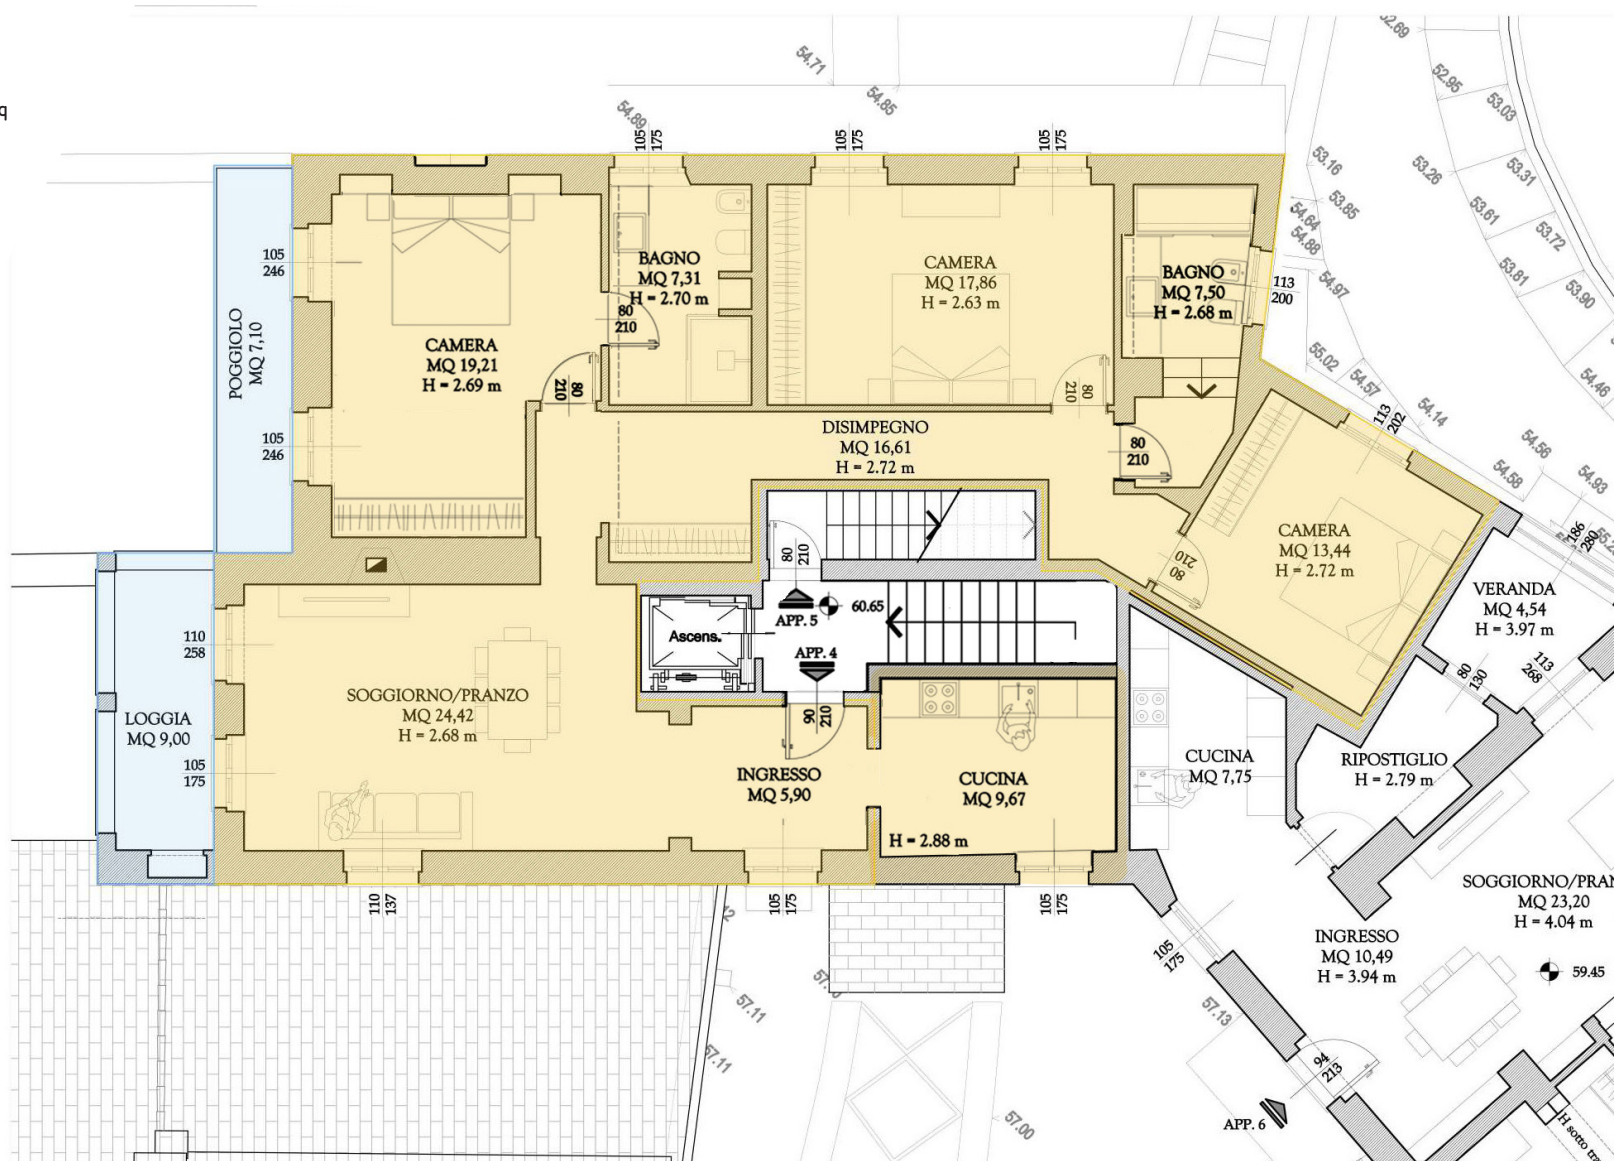 q
54.71
54.85
54.89
52.69
52.95
53.03
53.16
53.26
53.31
53.85
53.61
53.72
54.64
54.88
53.81
53.90
54.97
55.02
54.57
54.46
54.14
54.56
54.58
54.93
105
175
105
175
105
175
105
246
105
246
POGGIOLO
MQ 7,10
CAMERA
MQ 19,21
H = 2.69 m
80
210
BAGNO
MQ 7,31
H = 2.70 m
80
210
CAMERA
MQ 17,86
H = 2.63 m
80
210
BAGNO
MQ 7,50
H = 2.68 m
113
200
DISIMPEGNO
MQ 16,61
H = 2.72 m
80
210
113
202
CAMERA
MQ 13,44
H = 2.72 m
80
210
186
280
VERANDA
MQ 4,54
H = 3.97 m
80
130
113
268
80
210
APP. 5
60.65
Ascens.
APP. 4
90
210
110
258
105
175
LOGGIA
MQ 9,00
SOGGIORNO/PRANZO
MQ 24,42
H = 2.68 m
INGRESSO
MQ 5,90
CUCINA
MQ 9,67
H = 2.88 m
CUCINA
MQ 7,75
RIPOSTIGLIO
H = 2.79 m
110
137
105
175
105
175
105
175
SOGGIORNO/PRAN
MQ 23,20
H = 4.04 m
INGRESSO
MQ 10,49
H = 3.94 m
59.45
57.11
57.11
57.13
57.00
94
213
APP. 6
H sotto tra